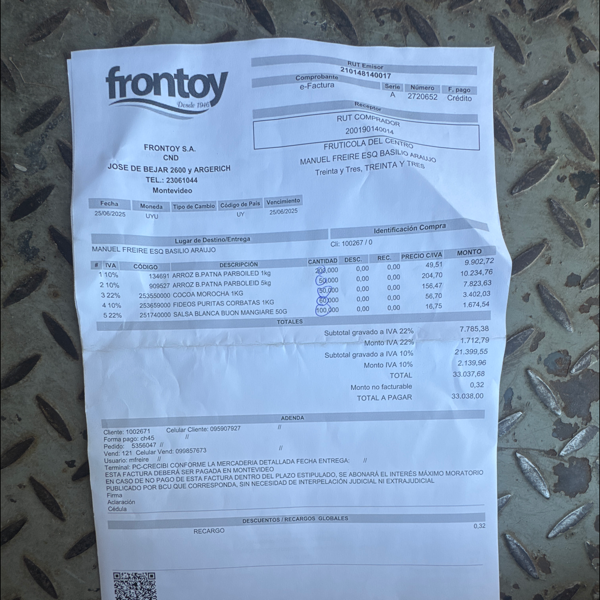 frontoy
Desde 1946
FRONTOY S.A.
CND
JOSE DE BEJAR 2600 y ARGERICH
TEL.: 23061044
Montevideo
RUT Emisor
210148140017
Comprobante Serie Número F. pago
e-Factura A 2720652 Crédito
Receptor
RUT COMPRADOR
200190140014
FRUTICOLA DEL CENTRO
MANUEL FREIRE ESQ BASILIO ARAUJO
Treinta y Tres, TREINTA Y TRES
Fecha Moneda Tipo de Cambio Código de País Vencimiento
25/06/2025 UYU UY 25/06/2025
Lugar de Destino/Entrega Identificación Compra
MANUEL FREIRE ESQ BASILIO ARAUJO CI: 100267 / 0
# IVA CÓDIGO DESCRIPCIÓN CANTIDAD DESC. REC. PRECIO C/IVA MONTO
1 10% 134691 ARROZ B.PATNA PARBOILED 1kg 200,000 0,00 0,00 49,51 9.902,72
2 10% 909527 ARROZ B.PATNA PARBOLEID 5kg 50,000 0,00 0,00 204,70 10.234,76
3 22% 253550000 COCOA MOROCHA 1KG 50,000 0,00 0,00 156,47 7.823,63
4 10% 253659000 FIDEOS PURITAS CORBATAS 1KG 60,000 0,00 0,00 56,70 3.402,03
5 22% 251740000 SALSA BLANCA BUON MANGIARE 50G 100,000 0,00 0,00 16,75 1.674,54
TOTALES
Subtotal gravado a IVA 22% 7.785,38
Monto IVA 22% 1.712,79
Subtotal gravado a IVA 10% 21.399,55
Monto IVA 10% 2.139,96
TOTAL 33.037,68
Monto no facturable 0,32
TOTAL A PAGAR 33.038,00
ADENDA
Cliente: 1002671 Celular Cliente: 095907927 //
Forma pago: ch45 //
Pedido: 5356047 //
Vend: 121 Celular Vend: 099857673 //
Usuario: mfreire //
Terminal: PC-CRECIBI CONFORME LA MERCADERIA DETALLADA FECHA ENTREGA: //
ESTA FACTURA DEBERÁ SER PAGADA EN MONTEVIDEO
EN CASO DE NO PAGO DE ESTA FACTURA DENTRO DEL PLAZO ESTIPULADO, SE ABONARÁ EL INTERÉS MÁXIMO MORATORIO
PUBLICADO POR BCU QUE CORRESPONDA, SIN NECESIDAD DE INTERPELACIÓN JUDICIAL NI EXTRAJUDICIAL
Firma
Aclaración
Cédula
DESCUENTOS / RECARGOS GLOBALES
RECARGO 0,32